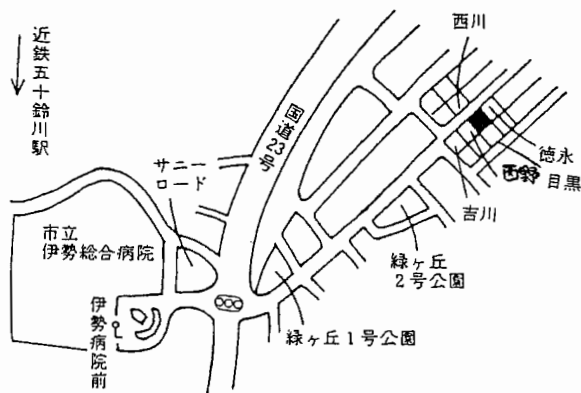 近鉄五十鈴川駅
西川
国道23号
サニー
ロード
徳永
西野
目黒
吉川
市立
伊勢総合病院
緑ヶ丘
2号公園
伊勢病院前
緑ヶ丘1号公園